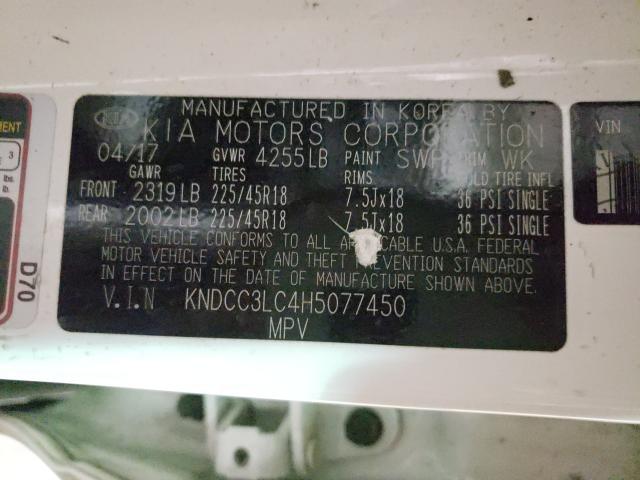 MANUFACTURED IN KOREA BY
KIA MOTORS CORPORATION
04/17 GVWR 4255LB PAINT SWP TRIM WK
GAWR TIRES RIMS COLD TIRE INFL
FRONT 2319LB 225/45R18 7.5Jx18 36 PSI SINGLE
REAR 2002LB 225/45R18 7.5Jx18 36 PSI SINGLE
THIS VEHICLE CONFORMS TO ALL APPLICABLE U.S.A. FEDERAL
MOTOR VEHICLE SAFETY AND THEFT PREVENTION STANDARDS
IN EFFECT ON THE DATE OF MANUFACTURE SHOWN ABOVE.
V.I.N KNDCC3LC4H5077450
MPV
VIN
3
lbs.
lb.
D70